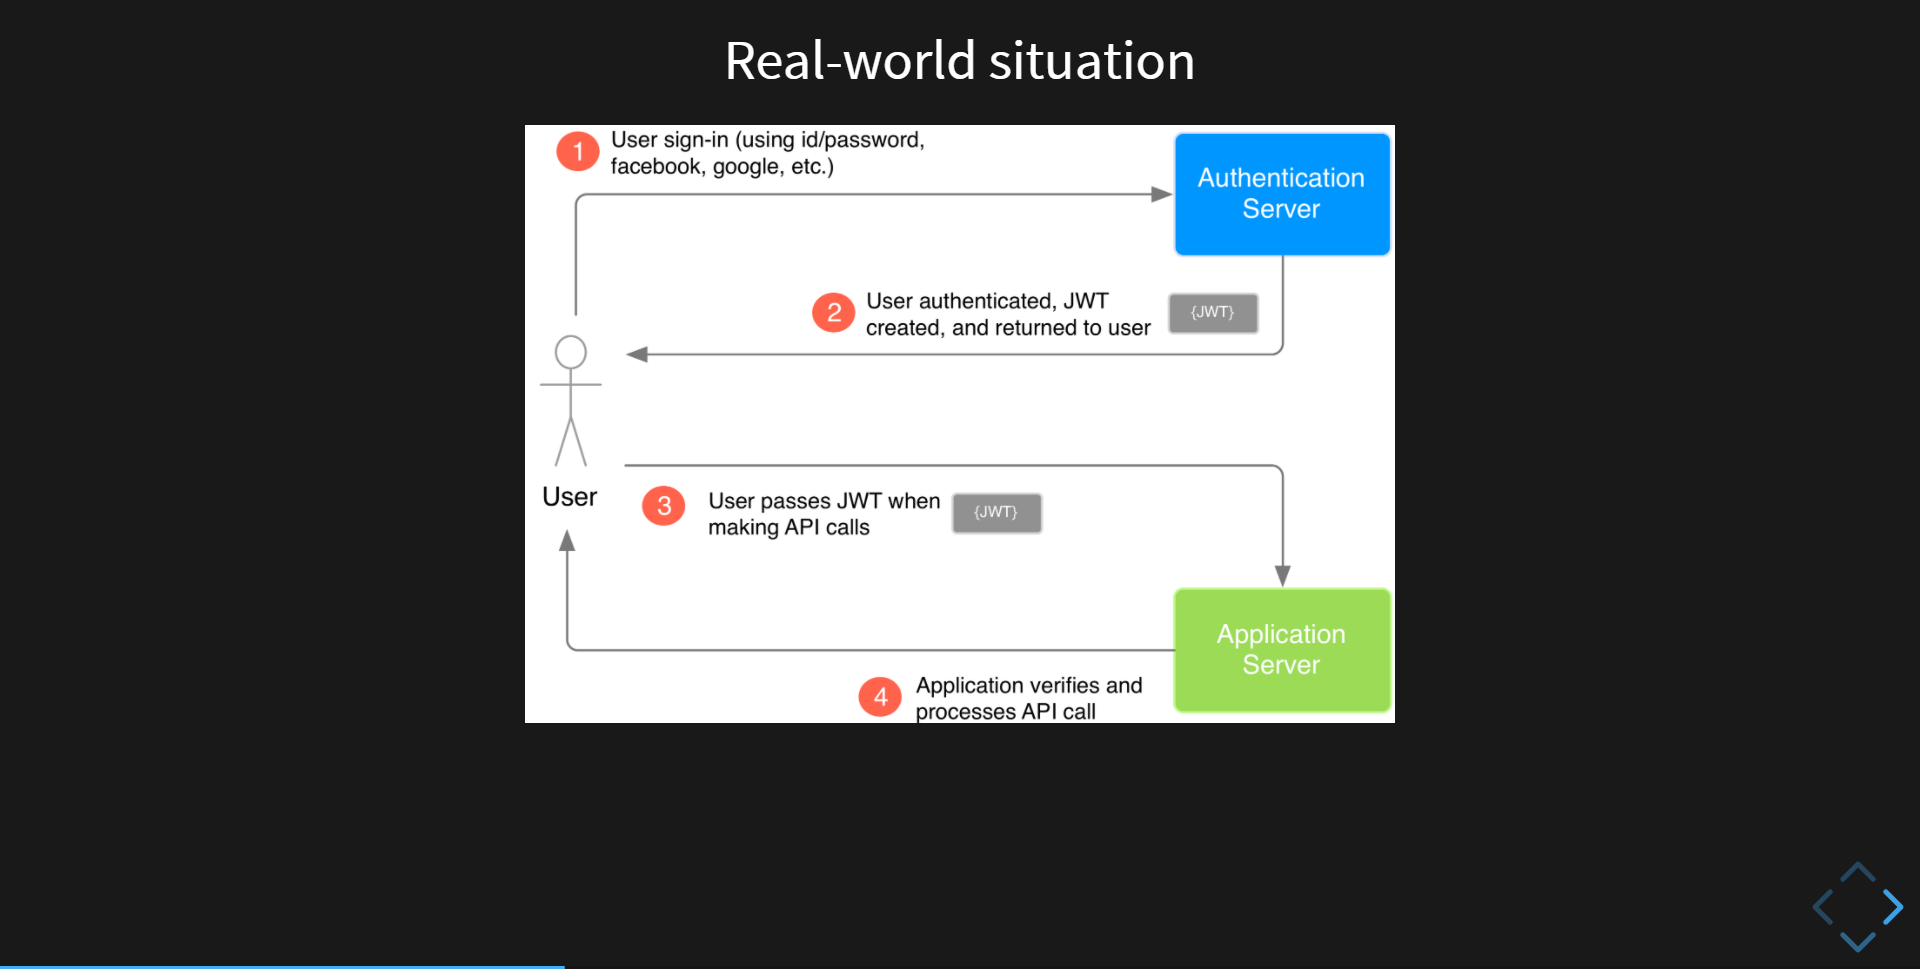 Real-world situation
1
User sign-in (using id/password,
facebook, google, etc.)
Authentication
Server
2
User authenticated, JWT
created, and returned to user
{JWT}
User
3
User passes JWT when
making API calls
{JWT}
Application
Server
4
Application verifies and
processes API call